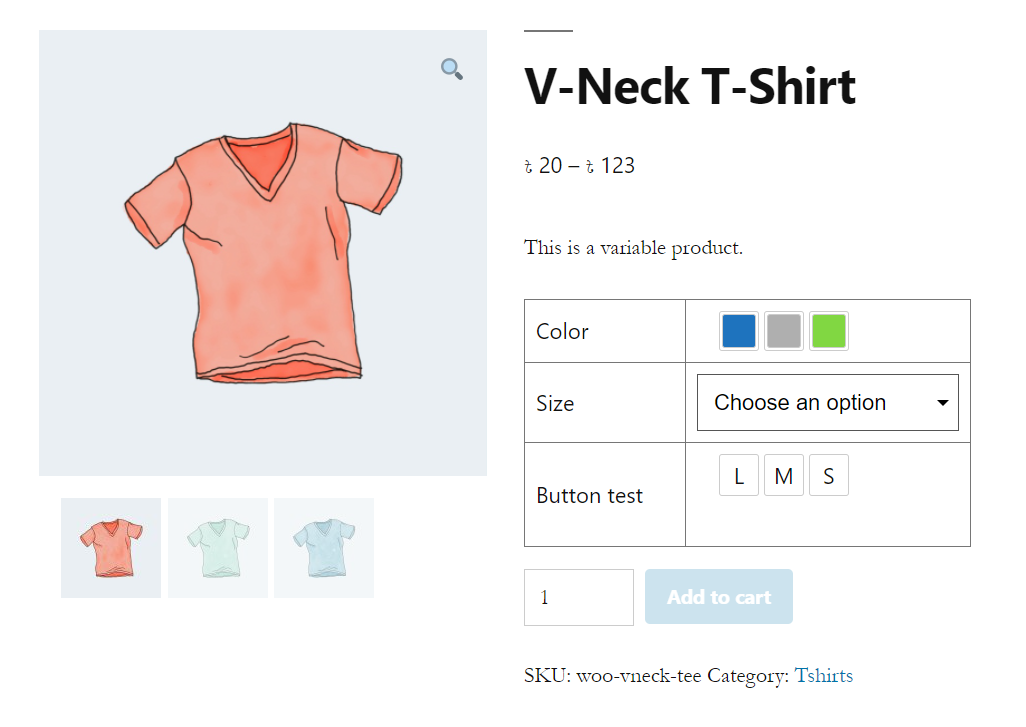 V-Neck T-Shirt
৳ 20 – ৳ 123
This is a variable product.
Color
Size
Choose an option
Button test
L M S
1
Add to cart
SKU: woo-vneck-tee Category: Tshirts